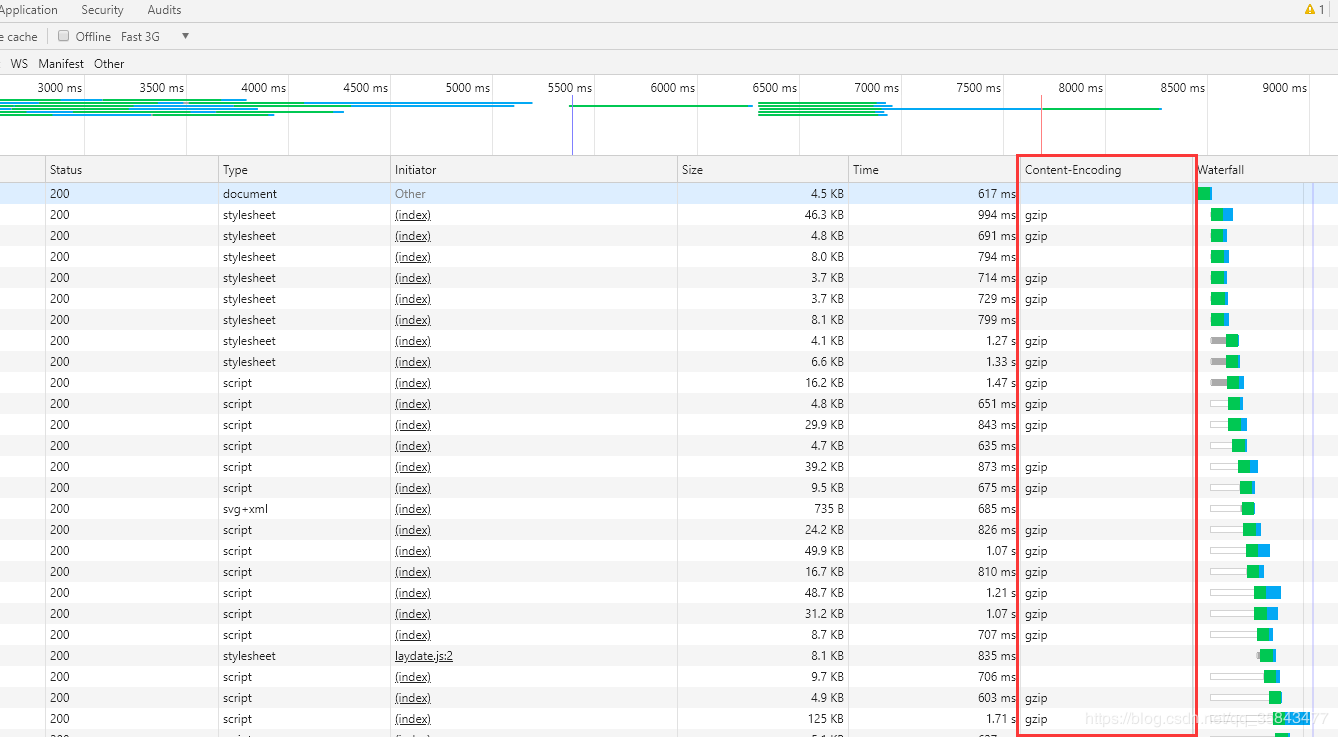 Application Security Audits 1
e cache Offline Fast 3G
WS Manifest Other
3000 ms 3500 ms 4000 ms 4500 ms 5000 ms 5500 ms 6000 ms 6500 ms 7000 ms 7500 ms 8000 ms 8500 ms 9000 ms
Status Type Initiator Size Time Content-Encoding Waterfall
200 document Other 4.5 KB 617 ms
200 stylesheet (index) 46.3 KB 994 ms gzip
200 stylesheet (index) 4.8 KB 691 ms gzip
200 stylesheet (index) 8.0 KB 794 ms
200 stylesheet (index) 3.7 KB 714 ms gzip
200 stylesheet (index) 3.7 KB 729 ms gzip
200 stylesheet (index) 8.1 KB 799 ms
200 stylesheet (index) 4.1 KB 1.27 s gzip
200 stylesheet (index) 6.6 KB 1.33 s gzip
200 script (index) 16.2 KB 1.47 s gzip
200 script (index) 4.8 KB 651 ms gzip
200 script (index) 29.9 KB 843 ms gzip
200 script (index) 4.7 KB 635 ms
200 script (index) 39.2 KB 873 ms gzip
200 script (index) 9.5 KB 675 ms gzip
200 svg+xml (index) 735 B 685 ms
200 script (index) 24.2 KB 826 ms gzip
200 script (index) 49.9 KB 1.07 s gzip
200 script (index) 16.7 KB 810 ms gzip
200 script (index) 48.7 KB 1.21 s gzip
200 script (index) 31.2 KB 1.07 s gzip
200 script (index) 8.7 KB 707 ms gzip
200 stylesheet laydate.js:2 8.1 KB 835 ms
200 script (index) 9.7 KB 706 ms
200 script (index) 4.9 KB 603 ms gzip
200 script (index) 125 KB 1.71 s gzip